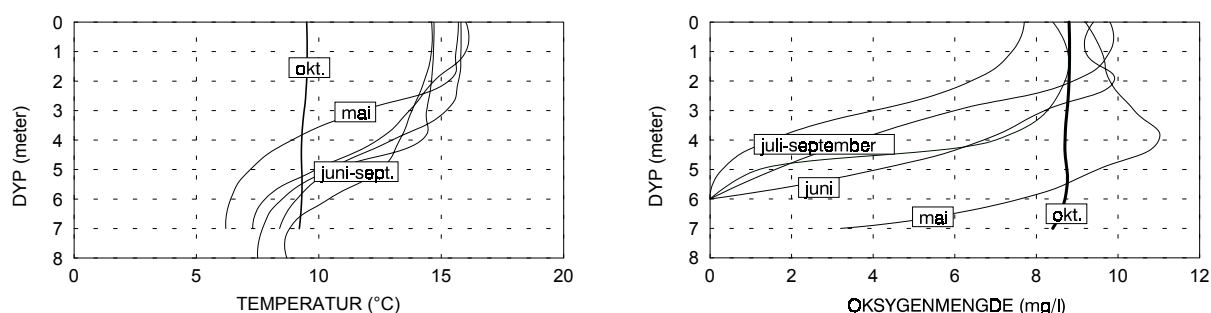 DYP (meter)
0
1
2
3
4
5
6
7
8
okt.
mai
juni-sept.
0 5 10 15 20
TEMPERATUR (°C)
DYP (meter)
0
1
2
3
4
5
6
7
8
juli-september
juni
mai
okt.
0 2 4 6 8 10 12
OKSYGENMENGDE (mg/l)